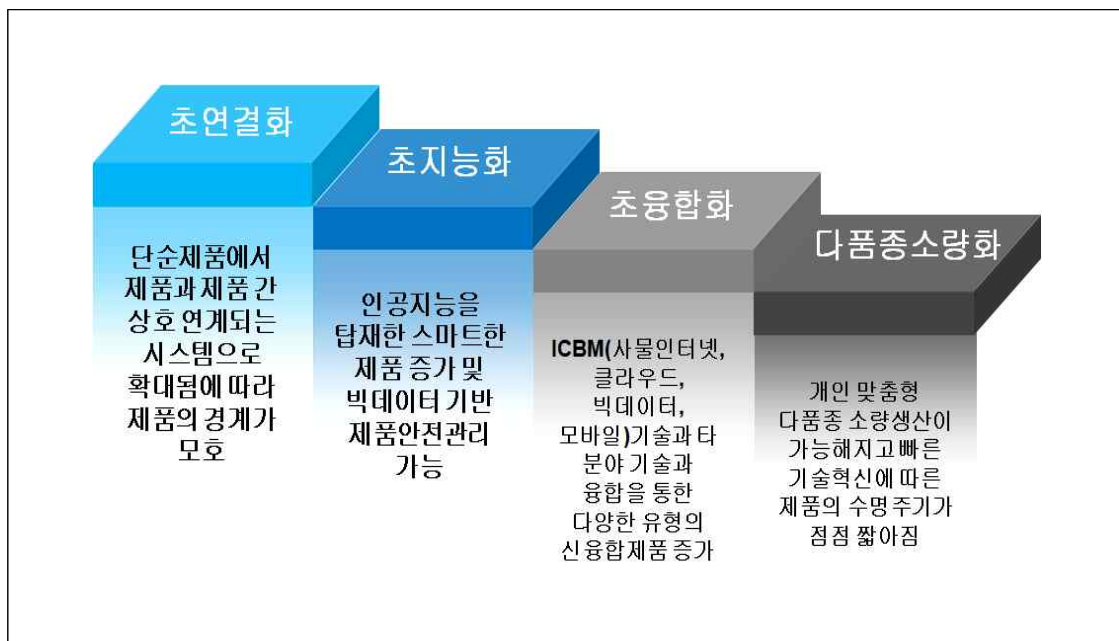 초연결화
단순제품에서
제품과 제품 간
상호 연계되는
시스템으로
확대됨에 따라
제품의 경계가
모호
초지능화
인공지능을
탑재한 스마트한
제품 증가 및
빅데이터 기반
제품안전관리
가능
초융합화
ICBM(사물인터넷,
클라우드,
빅데이터,
모바일)기술과 타
분야 기술과
융합을 통한
다양한 유형의
신융합제품 증가
다품종소량화
개인 맞춤형
다품종 소량생산이
가능해지고 빠른
기술혁신에 따른
제품의 수명 주기가
점점 짧아짐